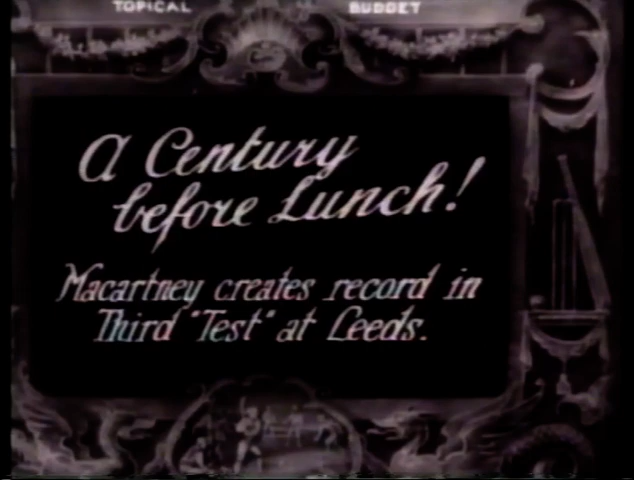 TOPICAL BUDGET
A Century
before Lunch!
Macartney creates record in
Third "Test" at Leeds.